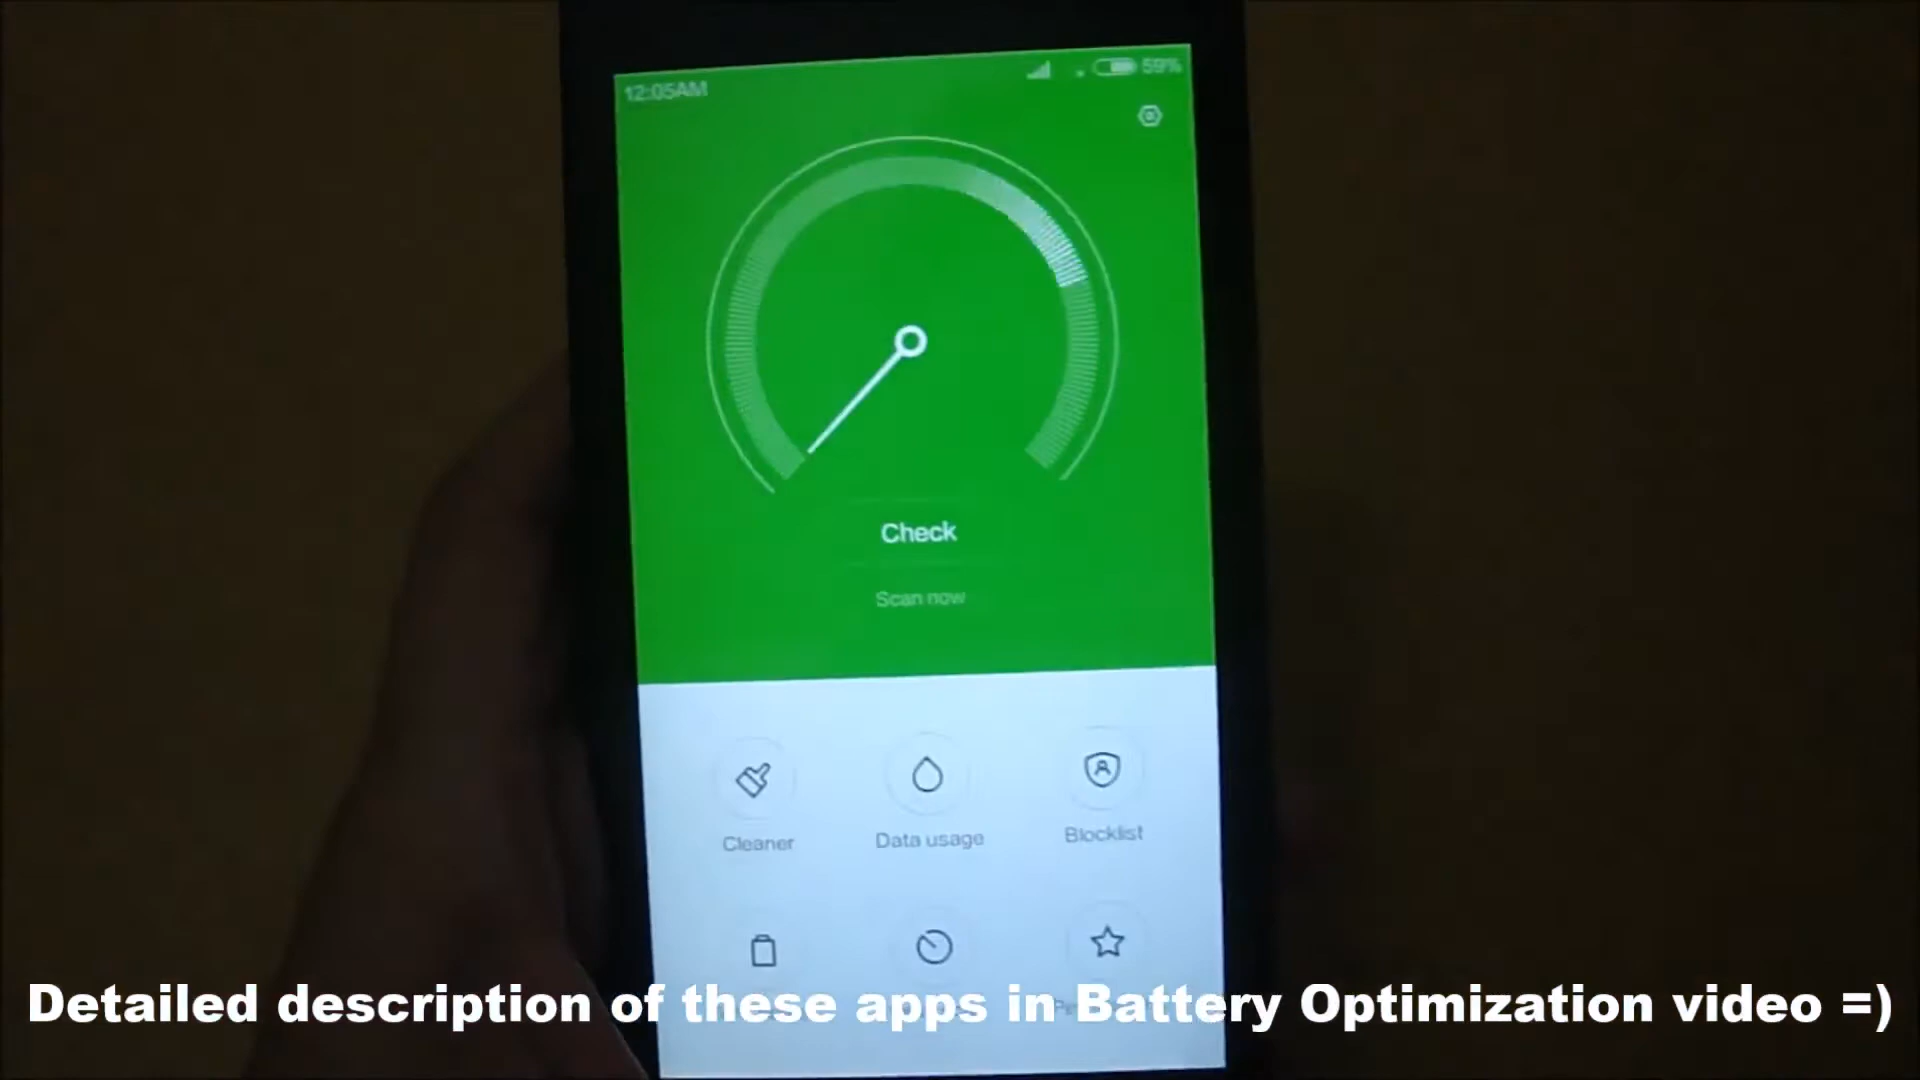 12:05AM 59%
Check
Scan now
Cleaner Data usage Blocklist
Detailed description of these apps in Battery Optimization video =)